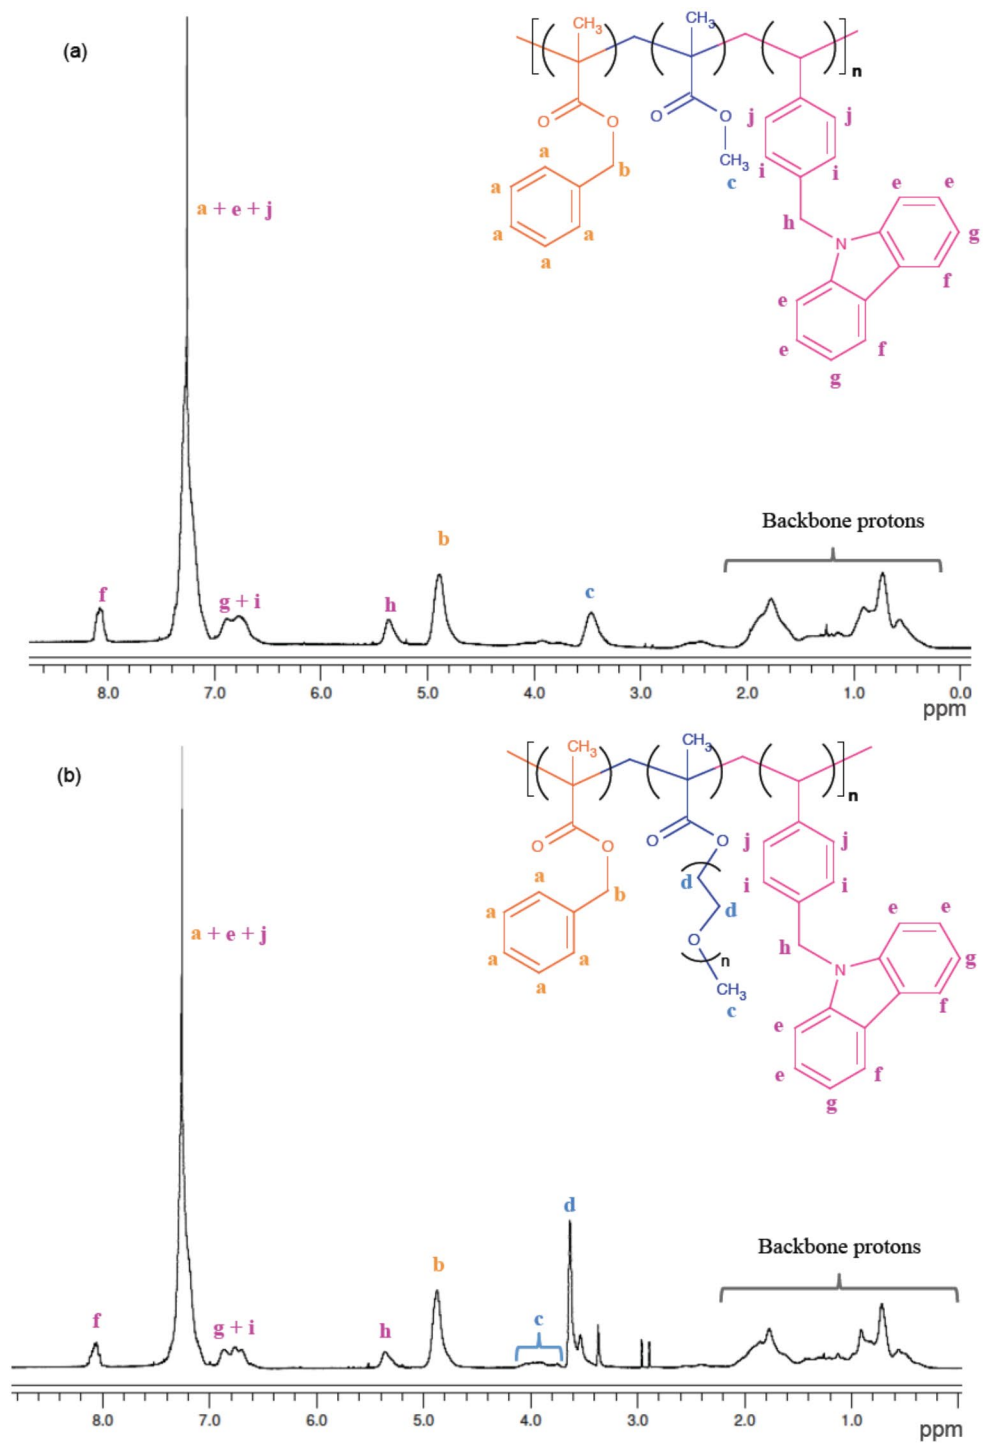 (a)
CH3
CH3
n
O
O
O
O
CH3
j
j
a
a
b
c
i
i
a
a
a
a
h
e
e
N
g
f
e
e
f
g
a + e + j
Backbone protons
b
f
g + i
h
c
8.0 7.0 6.0 5.0 4.0 3.0 2.0 1.0 0.0
ppm
(b)
CH3
CH3
n
O
O
O
O
j
j
a
d
i
i
a
b
d
e
e
a
a
O
n
h
N
g
a
CH3
f
c
e
e
f
g
a + e + j
d
Backbone protons
b
f
g + i
h
c
8.0 7.0 6.0 5.0 4.0 3.0 2.0 1.0
ppm